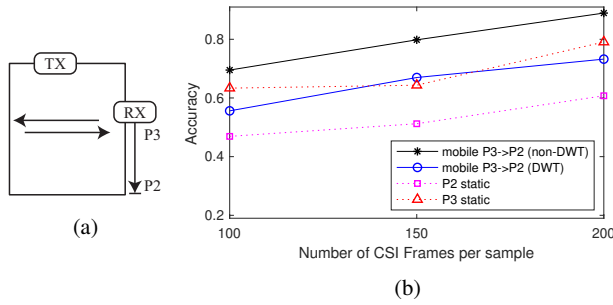 TX
RX
P3
P2
(a)
0.8
0.6
0.4
0.2
Accuracy
mobile P3->P2 (non-DWT)
mobile P3->P2 (DWT)
P2 static
P3 static
100
150
200
Number of CSI Frames per sample
(b)